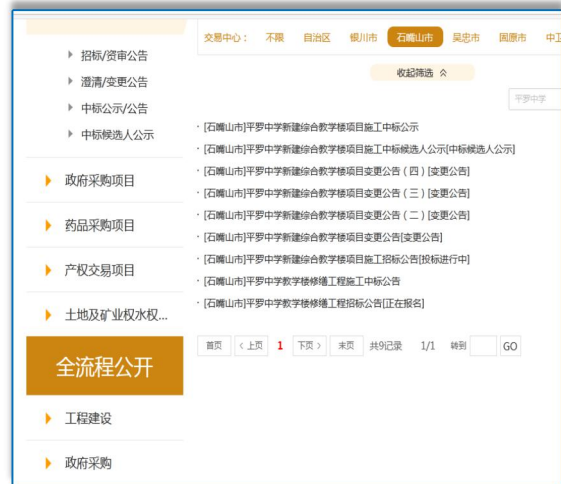 交易中心： 不限 自治区 银川市 石嘴山市 吴忠市 固原市 中卫
收起筛选
平罗中学
招标/资审公告
澄清/变更公告
中标公示/公告
中标候选人公示
政府采购项目
药品采购项目
产权交易项目
土地及矿业权水权...
全流程公开
工程建设
政府采购
· [石嘴山市]平罗中学新建综合教学楼项目施工中标公示
· [石嘴山市]平罗中学新建综合教学楼项目施工中标候选人公示[中标候选人公示]
· [石嘴山市]平罗中学新建综合教学楼项目变更公告（四）[变更公告]
· [石嘴山市]平罗中学新建综合教学楼项目变更公告（三）[变更公告]
· [石嘴山市]平罗中学新建综合教学楼项目变更公告（二）[变更公告]
· [石嘴山市]平罗中学新建综合教学楼项目变更公告[变更公告]
· [石嘴山市]平罗中学新建综合教学楼项目施工招标公告[投标进行中]
· [石嘴山市]平罗中学教学楼修缮工程施工中标公告
· [石嘴山市]平罗中学教学楼修缮工程招标公告[正在报名]
首页 〈上页 1 下页〉 末页 共9记录 1/1 转到 GO